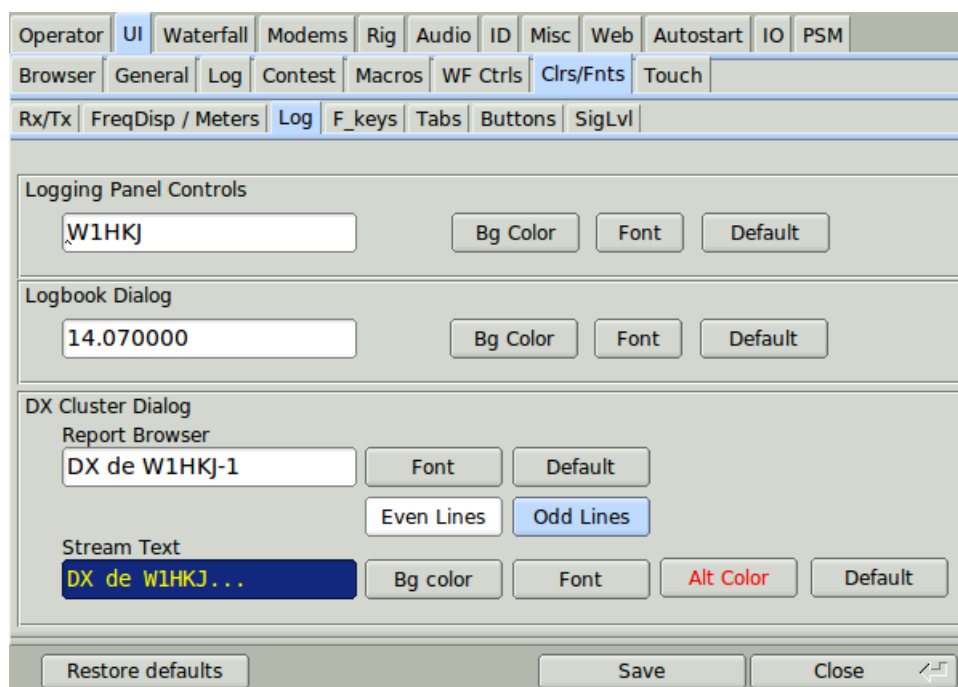 Operator UI Waterfall Modems Rig Audio ID Misc Web Autostart IO PSM
Browser General Log Contest Macros WF Ctrls Clrs/Fnts Touch
Rx/Tx FreqDisp / Meters Log F_keys Tabs Buttons SigLvl
Logging Panel Controls
W1HKJ Bg Color Font Default
Logbook Dialog
14.070000 Bg Color Font Default
DX Cluster Dialog
Report Browser
DX de W1HKJ-1 Font Default
Even Lines Odd Lines
Stream Text
DX de W1HKJ... Bg color Font Alt Color Default
Restore defaults Save Close